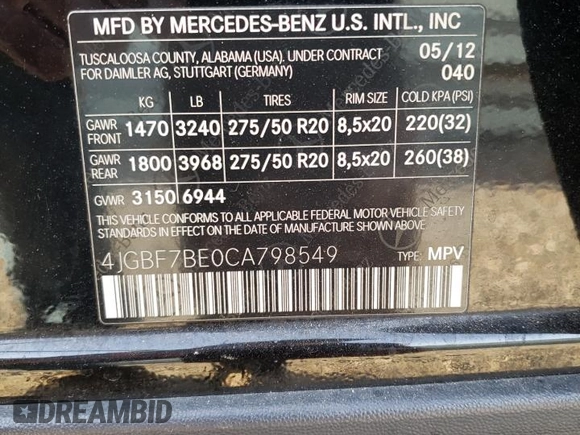 MFD BY MERCEDES-BENZ U.S. INTL., INC
TUSCALOOSA COUNTY, ALABAMA (USA). UNDER CONTRACT 05/12
FOR DAIMLER AG, STUTTGART (GERMANY) 040
KG LB TIRES RIM SIZE COLD KPA(PSI)
GAWR FRONT 1470 3240 275/50 R20 8,5x20 220(32)
GAWR REAR 1800 3968 275/50 R20 8,5x20 260(38)
GVWR 3150 6944
THIS VEHICLE CONFORMS TO ALL APPLICABLE FEDERAL MOTOR VEHICLE SAFETY
STANDARDS IN EFFECT ON THE DATE OF MANUFACTURE SHOWN ABOVE.
4JGBF7BE0CA798549 TYPE: MPV
DREAMBID